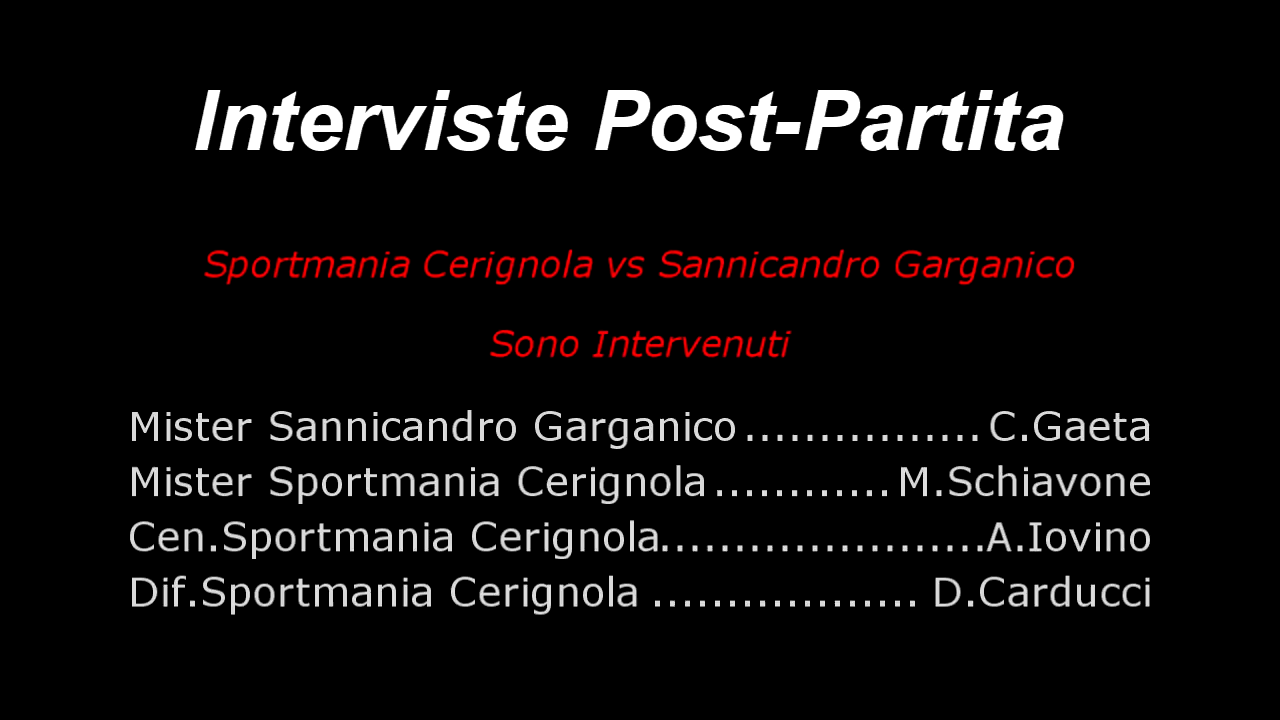 Interviste Post-Partita
Sportmania Cerignola vs Sannicandro Garganico
Sono Intervenuti
Mister Sannicandro Garganico ................ C.Gaeta
Mister Sportmania Cerignola ............ M.Schiavone
Cen.Sportmania Cerignola......................A.Iovino
Dif.Sportmania Cerignola .................. D.Carducci